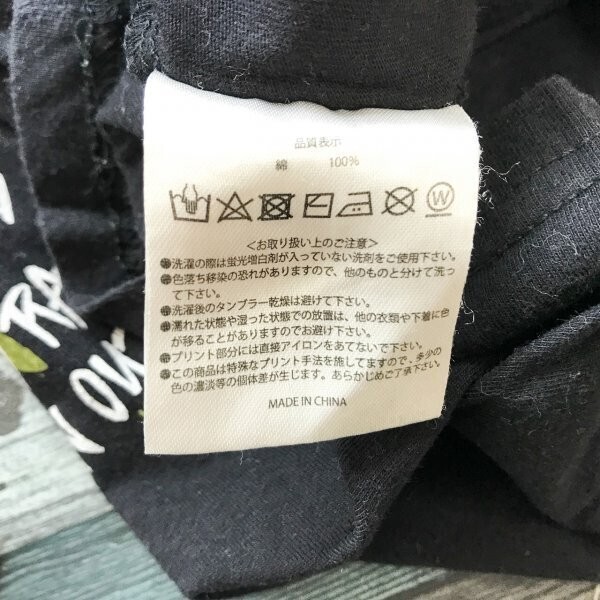 品質表示
綿 100%
W
<お取り扱い上のご注意>
●洗濯の際は蛍光増白剤が入っていない洗剤をご使用下さい。
●色落ち移染の恐れがありますので、他のものと分けて洗っ
て下さい。
●洗濯後のタンブラー乾燥は避けて下さい。
●濡れた状態や湿った状態での放置は、他の衣類や下着に色
が移ることがありますのでお避け下さい。
●プリント部分には直接アイロンをあてないで下さい。
●この商品は特殊なプリント手法を施してますので、多少の
色の濃淡等の個体差が生じます。あらかじめご了承下さい。
MADE IN CHINA